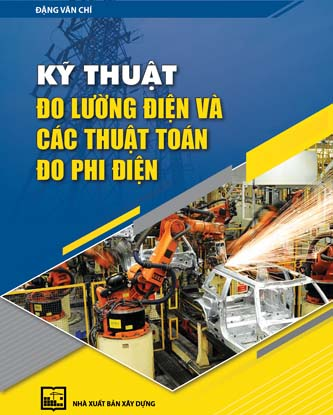 ĐẶNG VĂN CHÍ
KỸ THUẬT
ĐO LƯỜNG ĐIỆN VÀ
CÁC THUẬT TOÁN
ĐO PHI ĐIỆN
NHÀ XUẤT BẢN XÂY DỰNG